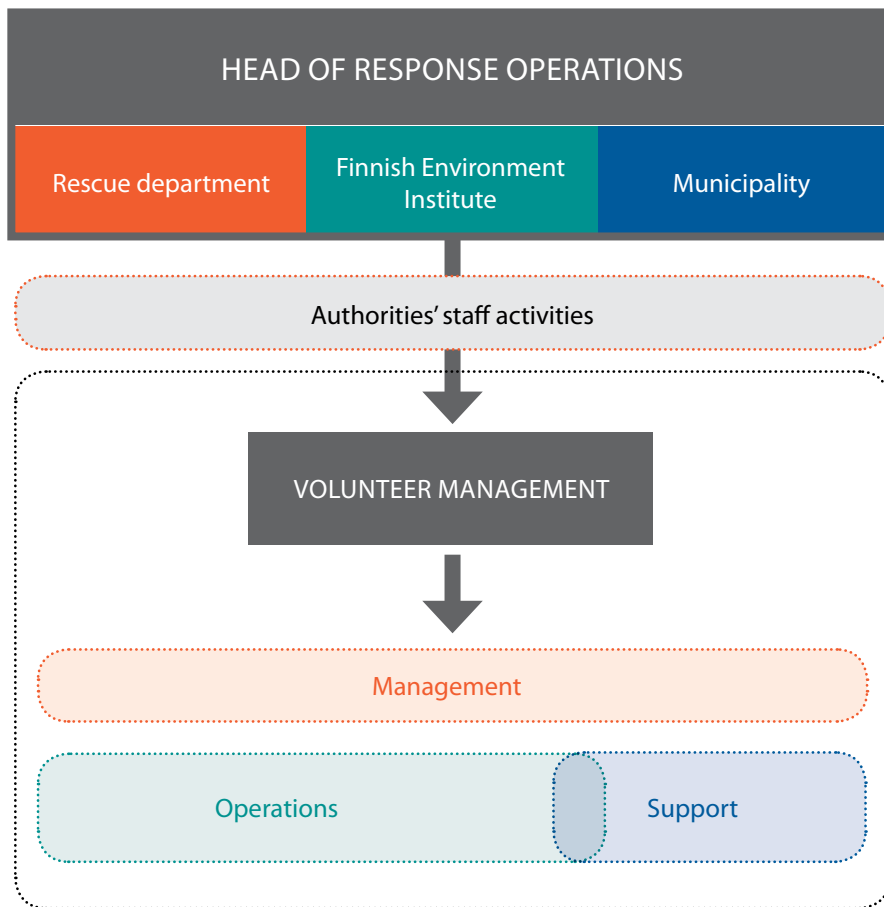 HEAD OF RESPONSE OPERATIONS
Rescue department
Finnish Environment
Institute
Municipality
Authorities’ staff activities
VOLUNTEER MANAGEMENT
Management
Operations
Support